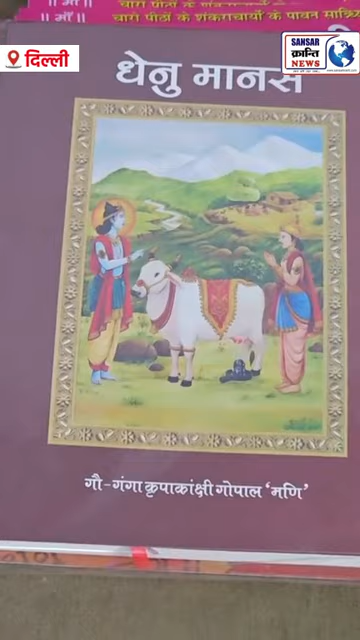 चारों पीठों के शंकराचार्यों के पावन
॥ माँ ॥
दिल्ली
SANSAR
क्रान्ति
NEWS
धेनु मानस
गौ-गंगा कृपाकांक्षी गोपाल 'मणि'